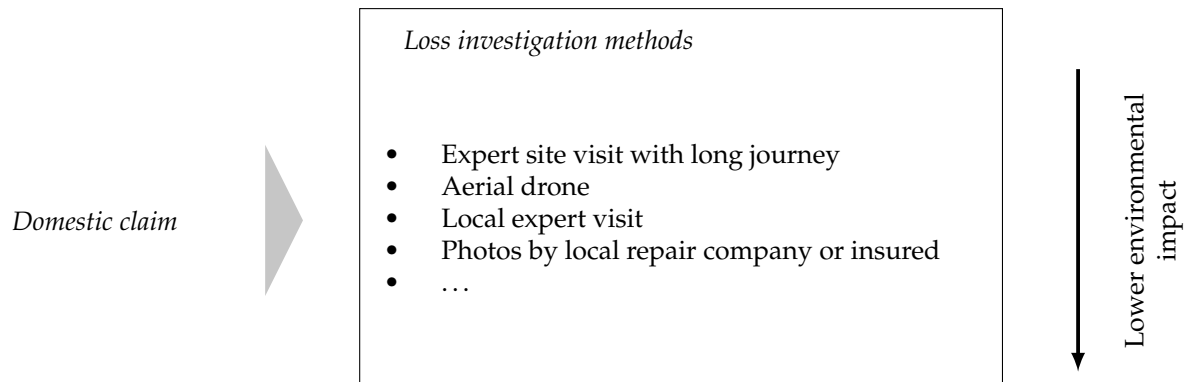 Loss investigation methods
• Expert site visit with long journey
• Aerial drone
• Local expert visit
• Photos by local repair company or insured
• ...
Domestic claim
Lower environmental
impact